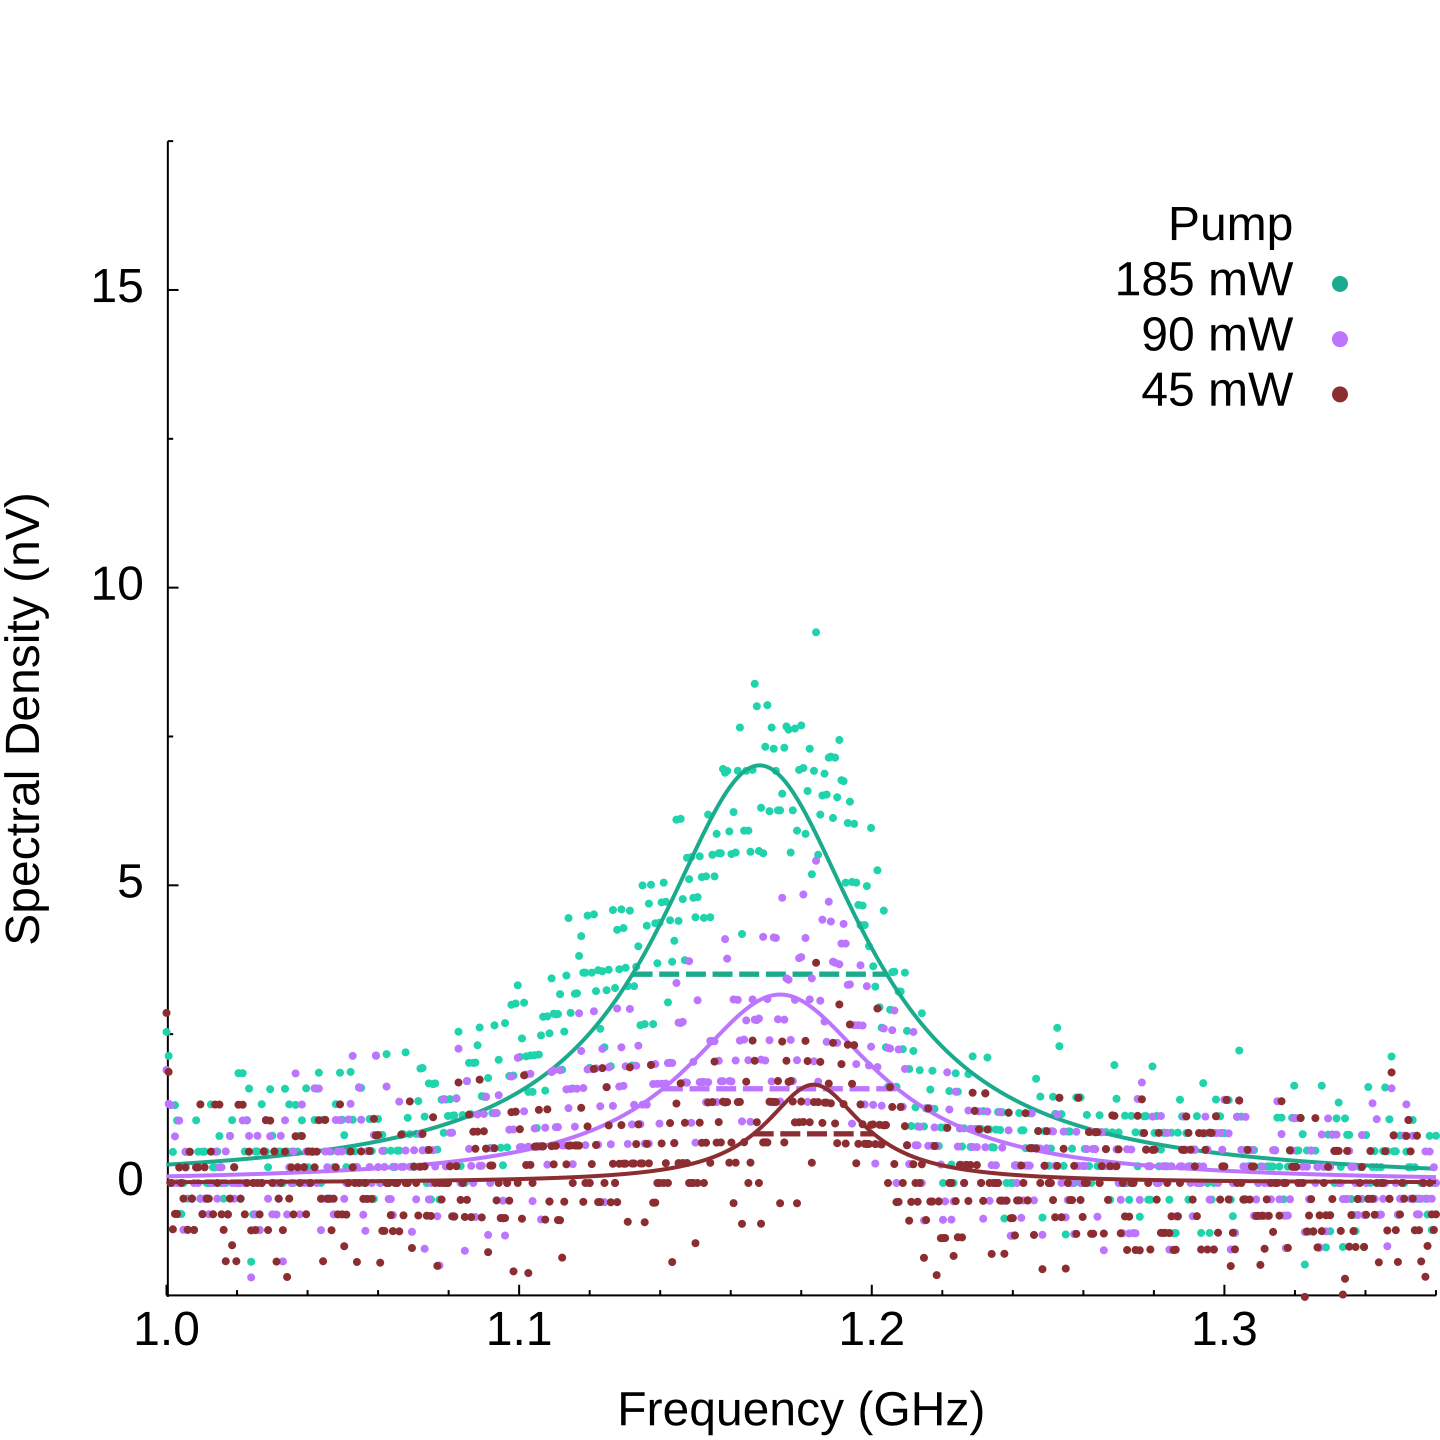 Pump
185 mW
90 mW
45 mW
15
10
5
0
Spectral Density (nV)
1.0 1.1 1.2 1.3
Frequency (GHz)